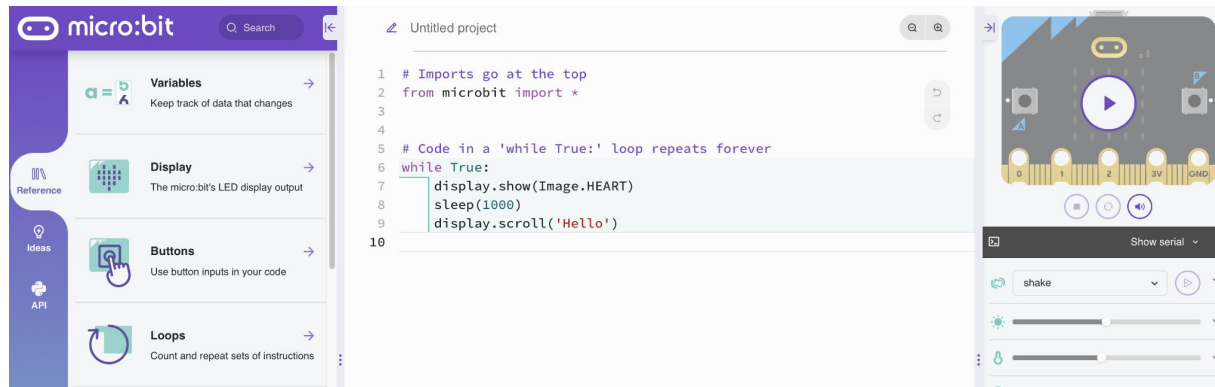 micro:bit
Search
Reference
Ideas
API
a = b
Variables
Keep track of data that changes
Display
The micro:bit's LED display output
Buttons
Use button inputs in your code
Loops
Count and repeat sets of instructions
Untitled project
1 # Imports go at the top
2 from microbit import *
3
4
5 # Code in a 'while True:' loop repeats forever
6 while True:
7 display.show(Image.HEART)
8 sleep(1000)
9 display.scroll('Hello')
10
A
B
0 1 2 3V GND
Show serial
shake